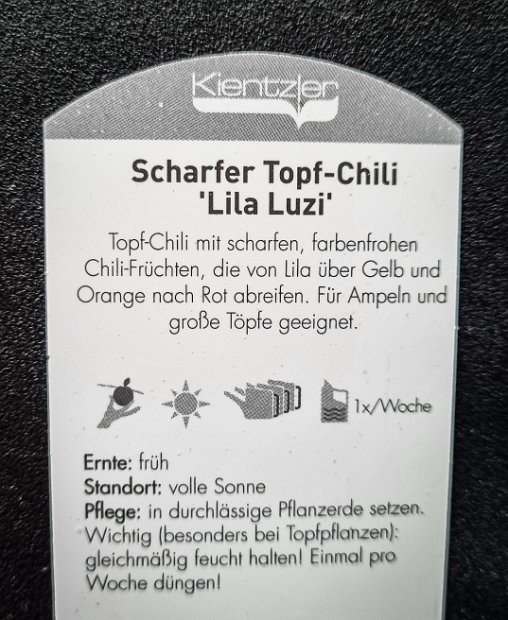 Kientzler
Scharfer Topf-Chili
'Lila Luzi'
Topf-Chili mit scharfen, farbenfrohen
Chili-Früchten, die von Lila über Gelb und
Orange nach Rot abreifen. Für Ampeln und
große Töpfe geeignet.
1x/Woche
Ernte: früh
Standort: volle Sonne
Pflege: in durchlässige Pflanzerde setzen.
Wichtig (besonders bei Topfpflanzen):
gleichmäßig feucht halten! Einmal pro
Woche düngen!